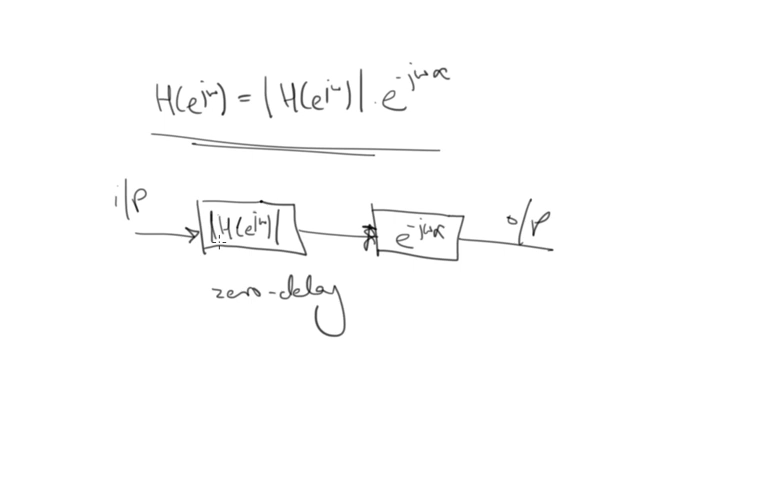 H(e^{jω}) = |H(e^{jω})| · e^{-jωα}
i/p
|H(e^{jω})| e^{-jωα} o/p
zero-delay